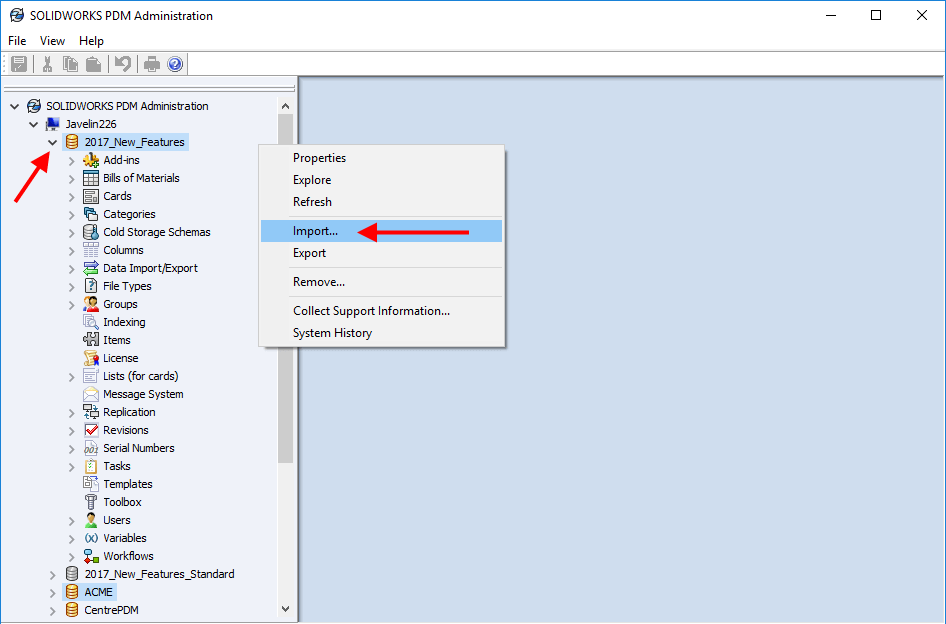 SOLIDWORKS PDM Administration
File View Help
SOLIDWORKS PDM Administration
Javelin226
2017_New_Features
Add-ins
Bills of Materials
Cards
Categories
Cold Storage Schemas
Columns
Data Import/Export
File Types
Groups
Indexing
Items
License
Lists (for cards)
Message System
Replication
Revisions
001 Serial Numbers
Tasks
Templates
Toolbox
Users
(x) Variables
Workflows
2017_New_Features_Standard
ACME
CentrePDM
Properties
Explore
Refresh
Import...
Export
Remove...
Collect Support Information...
System History